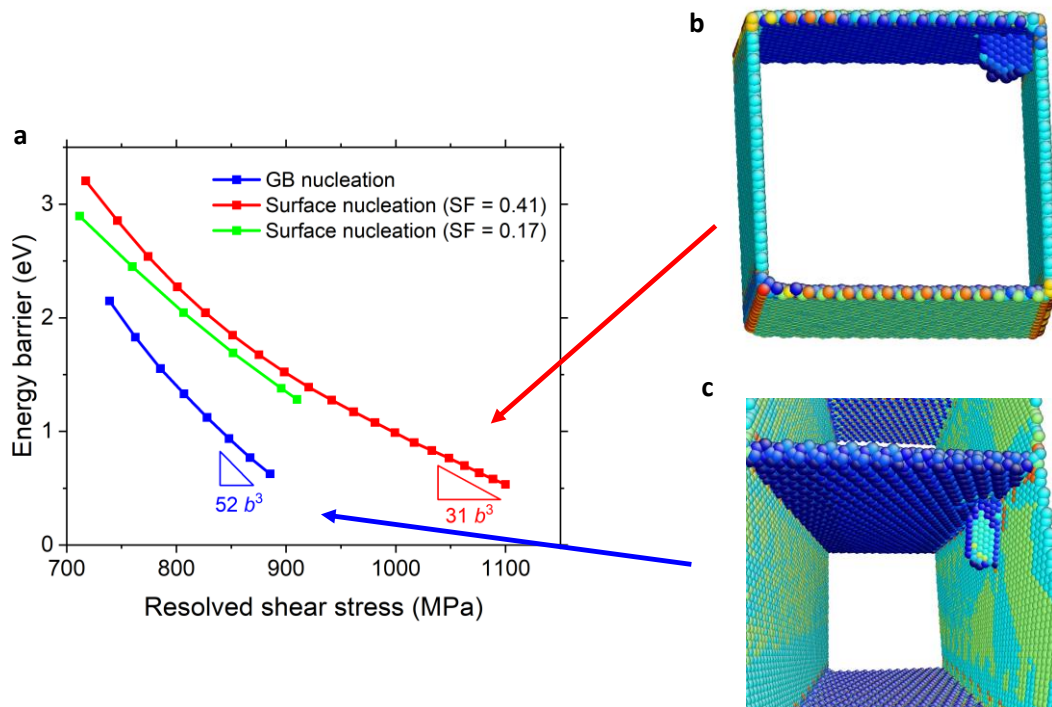 a
GB nucleation
Surface nucleation (SF = 0.41)
Surface nucleation (SF = 0.17)
Energy barrier (eV)
3
2
1
0
52 b³
31 b³
700 800 900 1000 1100
Resolved shear stress (MPa)
b
c